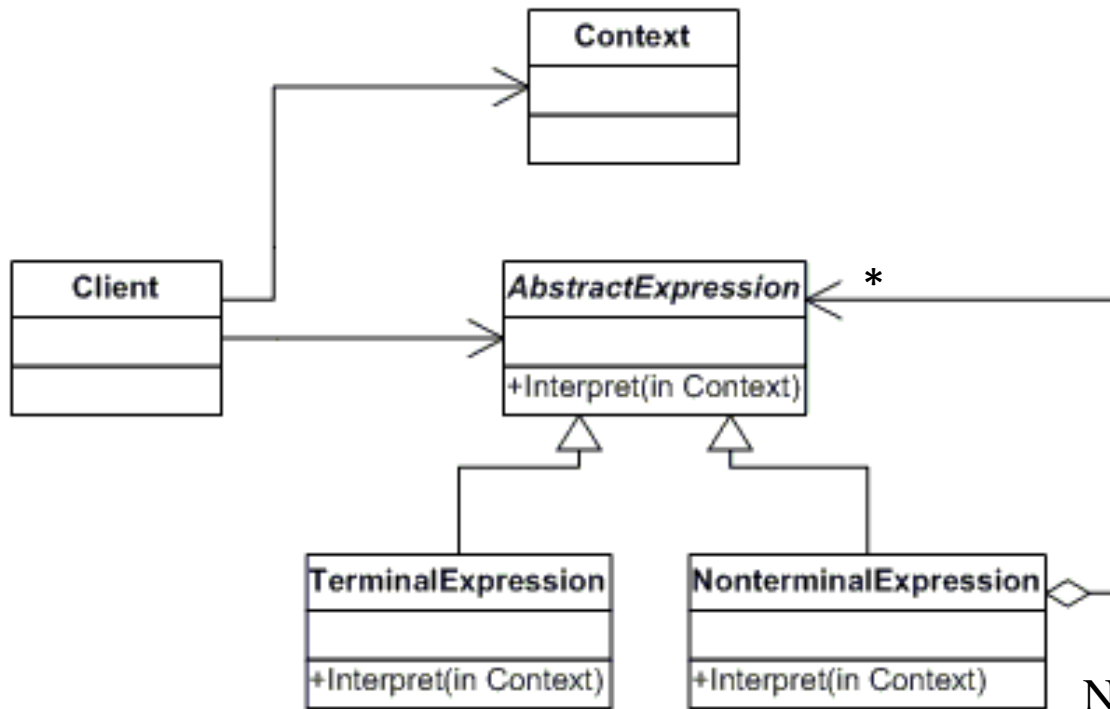 Context
Client
AbstractExpression
*
+Interpret(in Context)
TerminalExpression
+Interpret(in Context)
NonterminalExpression
+Interpret(in Context)
N